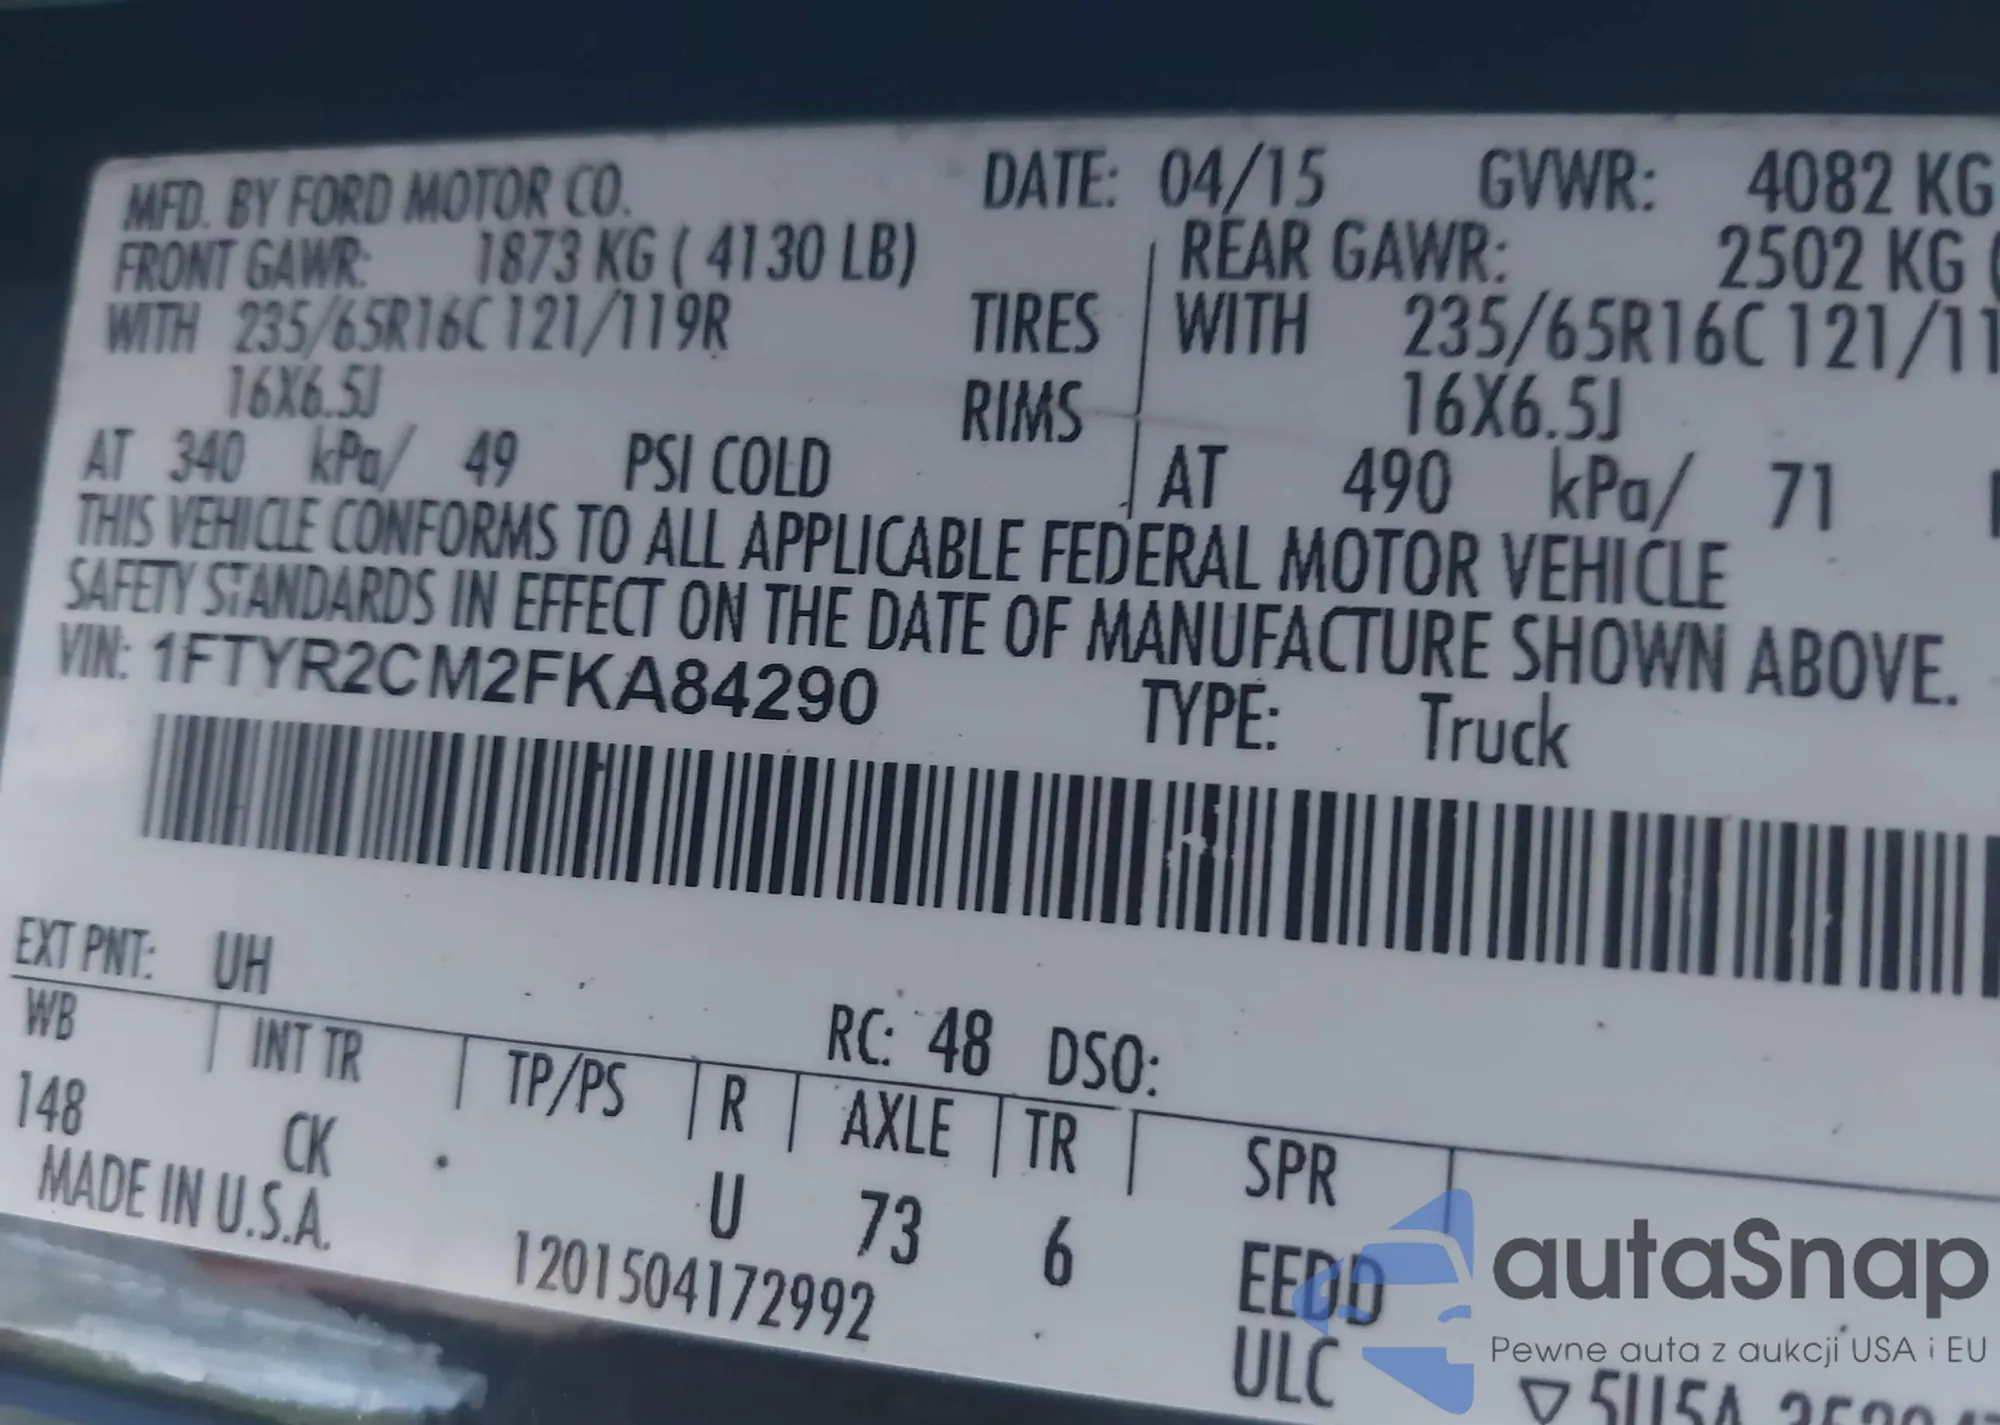 MFD. BY FORD MOTOR CO. DATE: 04/15 GVWR: 4082 KG
FRONT GAWR: 1873 KG ( 4130 LB) REAR GAWR: 2502 KG (
WITH 235/65R16C 121/119R TIRES WITH 235/65R16C 121/11
16X6.5J RIMS 16X6.5J
AT 340 kPa/ 49 PSI COLD AT 490 kPa/ 71
THIS VEHICLE CONFORMS TO ALL APPLICABLE FEDERAL MOTOR VEHICLE
SAFETY STANDARDS IN EFFECT ON THE DATE OF MANUFACTURE SHOWN ABOVE.
VIN: 1FTYR2CM2FKA84290 TYPE: Truck
EXT PNT: UH RC: 48 DSO:
WB INT TR TP/PS R AXLE TR SPR
148 CK U 73 6 EEDD
MADE IN U.S.A. 1201504172992 ULC
autaSnap
Pewne auta z aukcji USA i EU